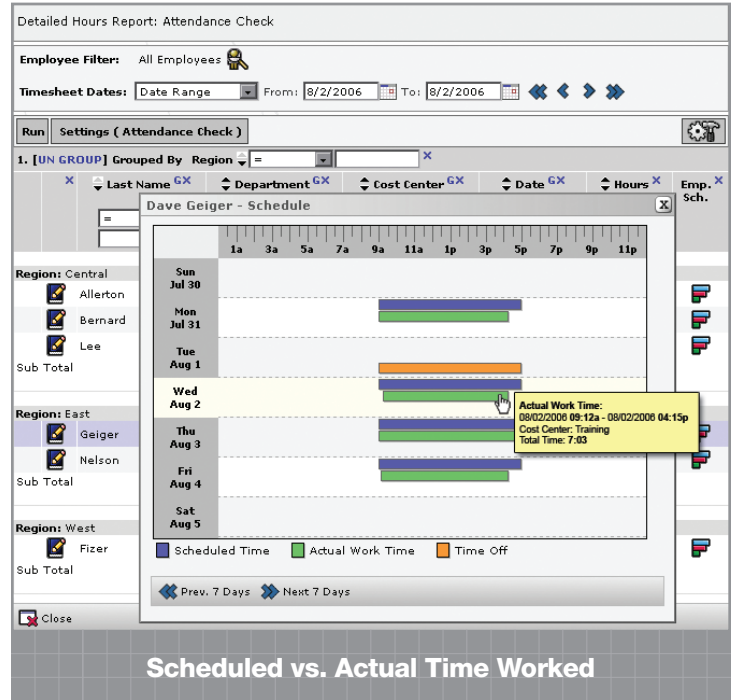 Detailed Hours Report: Attendance Check
Employee Filter: All Employees
Timesheet Dates: Date Range From: 8/2/2006 To: 8/2/2006
Run Settings ( Attendance Check )
1. [UN GROUP] Grouped By Region = X
X Last Name GX Department GX Cost Center GX Date GX Hours X Emp. X
Sch.
=
Dave Geiger - Schedule X
1a 3a 5a 7a 9a 11a 1p 3p 5p 7p 9p 11p
Region: Central
Allerton
Bernard
Lee
Sub Total
Region: East
Geiger
Nelson
Sub Total
Region: West
Fizer
Sub Total
Sun
Jul 30
Mon
Jul 31
Tue
Aug 1
Wed
Aug 2
Thu
Aug 3
Fri
Aug 4
Sat
Aug 5
Actual Work Time:
08/02/2006 09:12a - 08/02/2006 04:15p
Cost Center: Training
Total Time: 7:03
Scheduled Time Actual Work Time Time Off
Prev. 7 Days Next 7 Days
Close
Scheduled vs. Actual Time Worked